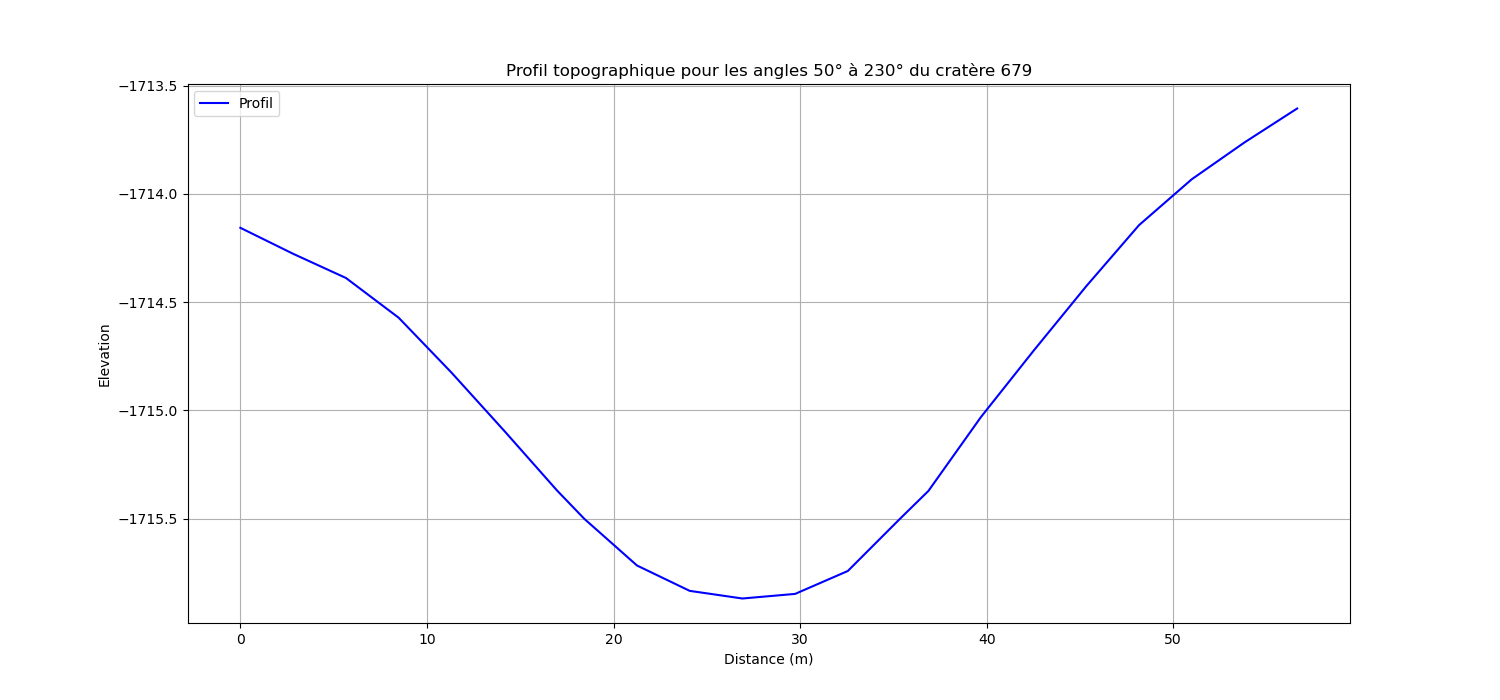 Profil topographique pour les angles 50° à 230° du cratère 679
Profil
Elevation
−1713.5
−1714.0
−1714.5
−1715.0
−1715.5
0 10 20 30 40 50
Distance (m)